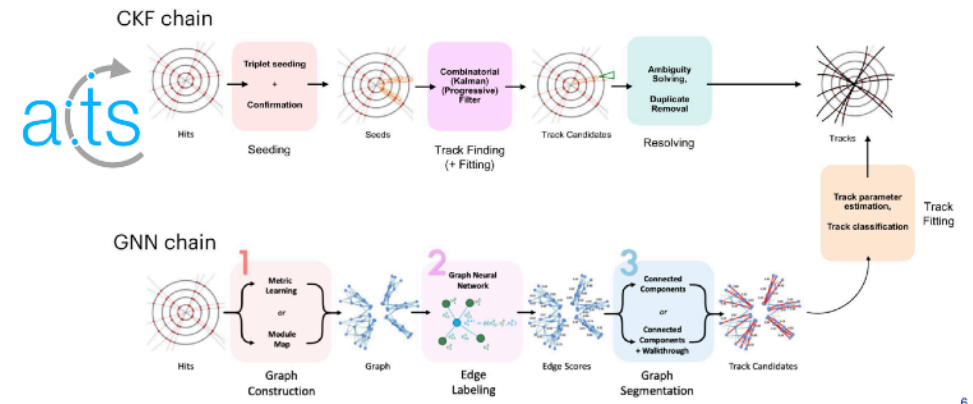 CKF chain
a:ts
Hits
Triplet seeding
+
Confirmation
Seeding
Seeds
Combinatorial
(Kalman)
(Progressive)
Filter
Track Finding
(+ Fitting)
Track Candidates
Ambiguity
Solving,
Duplicate
Removal
Resolving
Tracks
Track parameter
estimation,
Track classification
Track
Fitting
GNN chain
Hits
1
Metric
Learning
or
Module
Map
Graph
Construction
Graph
2
Graph Neural
Network
Edge
Labeling
Edge Scores
3
Connected
Components
or
Connected
Components
+ Walkthrough
Graph
Segmentation
Track Candidates
6